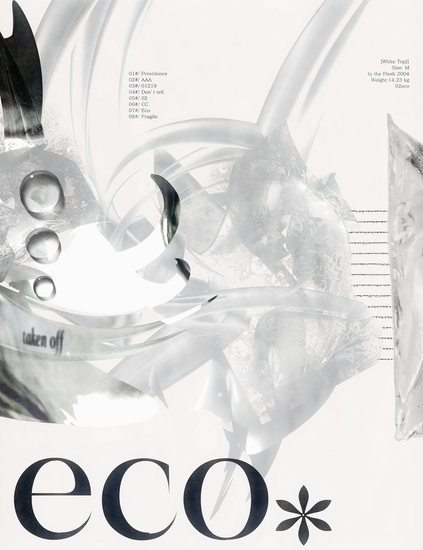 01#/ Providence
02#/ AAA
03#/ 01219
04#/ Don't tell
05#/ 02
06#/ CC
07#/ Eco
08#/ Fragile
[White Top]]
Size: M
In the Flesh 2004
Weight: 14.23 kg
02eco
taken off
eco*